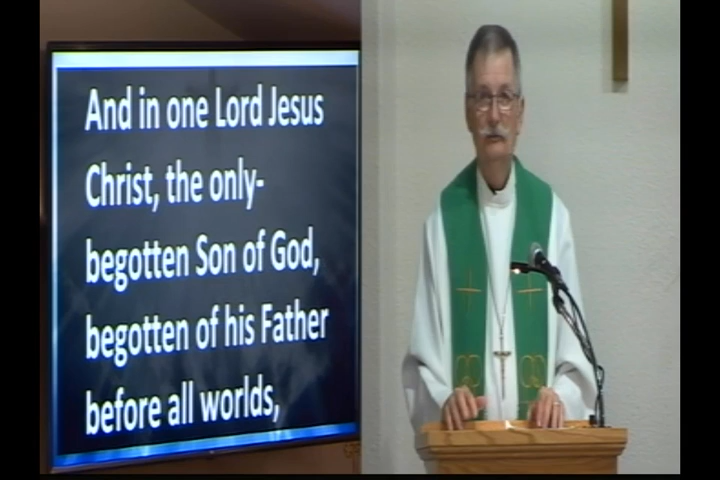 And in one Lord Jesus
Christ, the only-
begotten Son of God,
begotten of his Father
before all worlds,